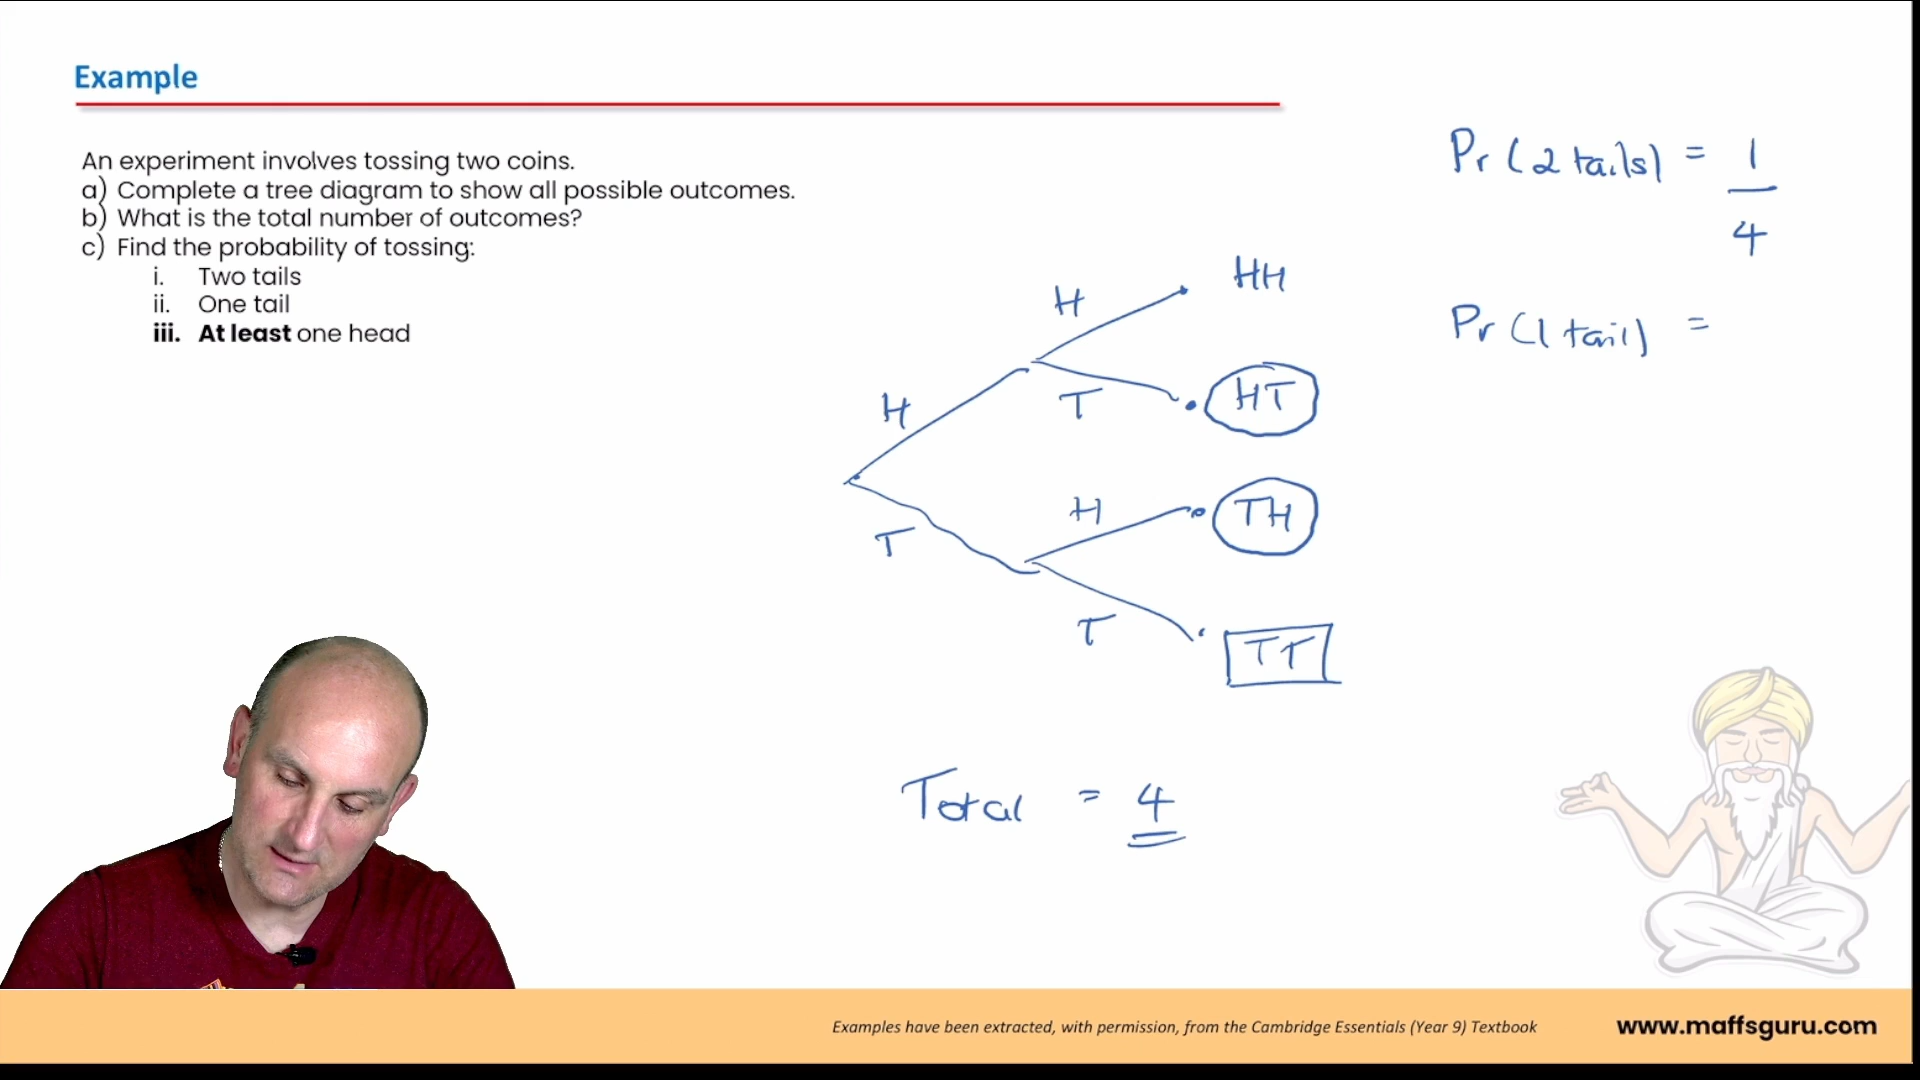 Example
An experiment involves tossing two coins.
a) Complete a tree diagram to show all possible outcomes.
b) What is the total number of outcomes?
c) Find the probability of tossing:
i. Two tails
ii. One tail
iii. At least one head
Pr (2 tails) = 1
4
Pr (1 tail) =
H
HH
H
T
HT
T
H
TH
T
TT
Total = 4
Examples have been extracted, with permission, from the Cambridge Essentials (Year 9) Textbook
www.maffsguru.com